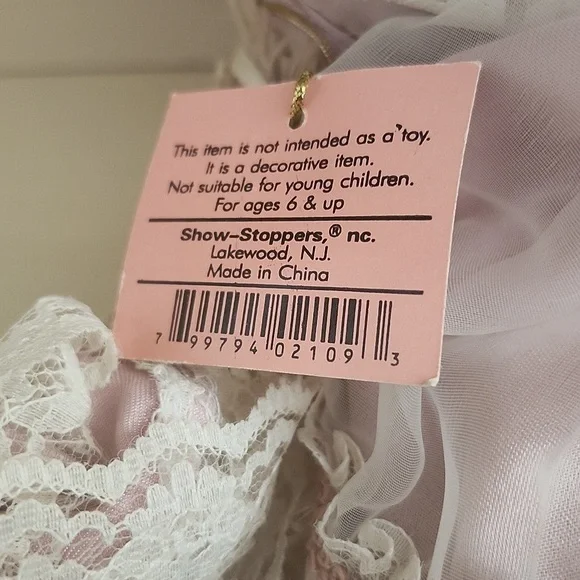 This item is not intended as a toy.
It is a decorative item.
Not suitable for young children.
For ages 6 & up
Show-Stoppers,® nc.
Lakewood, N.J.
Made in China
7 99794 02109 3